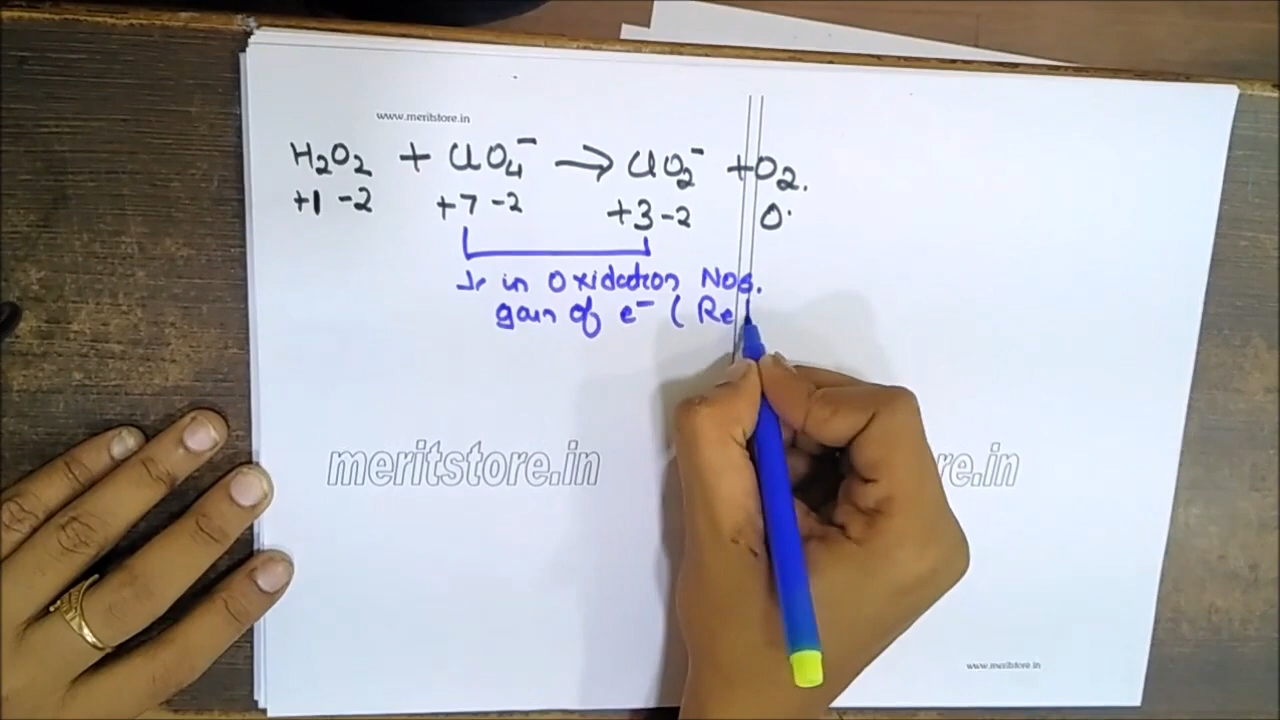 www.meritstore.in
H₂O₂ + ClO₄⁻ → ClO₂⁻ + O₂.
+1 -2 +7 -2 +3 -2 0.
↓ in Oxidation Nos.
gain of e⁻ ( Re
meritstore.in
re.in
www.meritstore.in